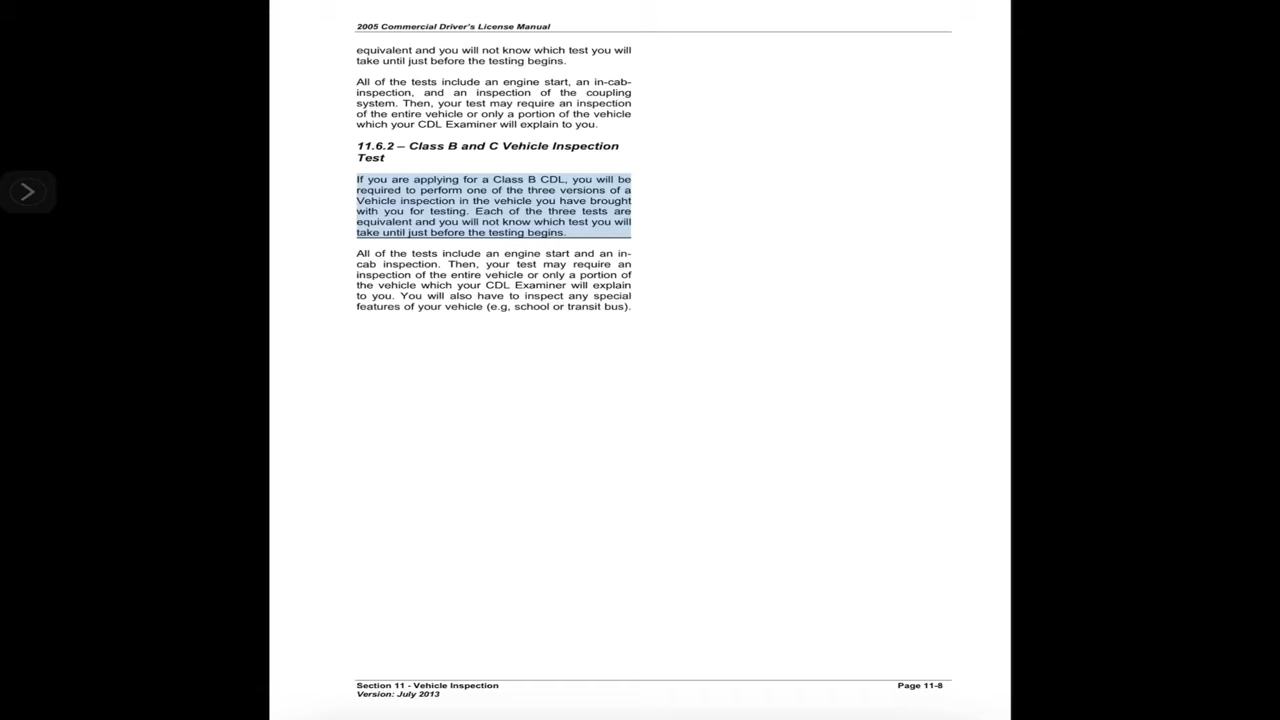 2005 Commercial Driver's License Manual
equivalent and you will not know which test you will
take until just before the testing begins.
All of the tests include an engine start, an in-cab-
inspection, and an inspection of the coupling
system. Then, your test may require an inspection
of the entire vehicle or only a portion of the vehicle
which your CDL Examiner will explain to you.
11.6.2 – Class B and C Vehicle Inspection
Test
If you are applying for a Class B CDL, you will be
required to perform one of the three versions of a
Vehicle inspection in the vehicle you have brought
with you for testing. Each of the three tests are
equivalent and you will not know which test you will
take until just before the testing begins.
All of the tests include an engine start and an in-
cab inspection. Then, your test may require an
inspection of the entire vehicle or only a portion of
the vehicle which your CDL Examiner will explain
to you. You will also have to inspect any special
features of your vehicle (e.g, school or transit bus).
Section 11 - Vehicle Inspection
Page 11-8
Version: July 2013